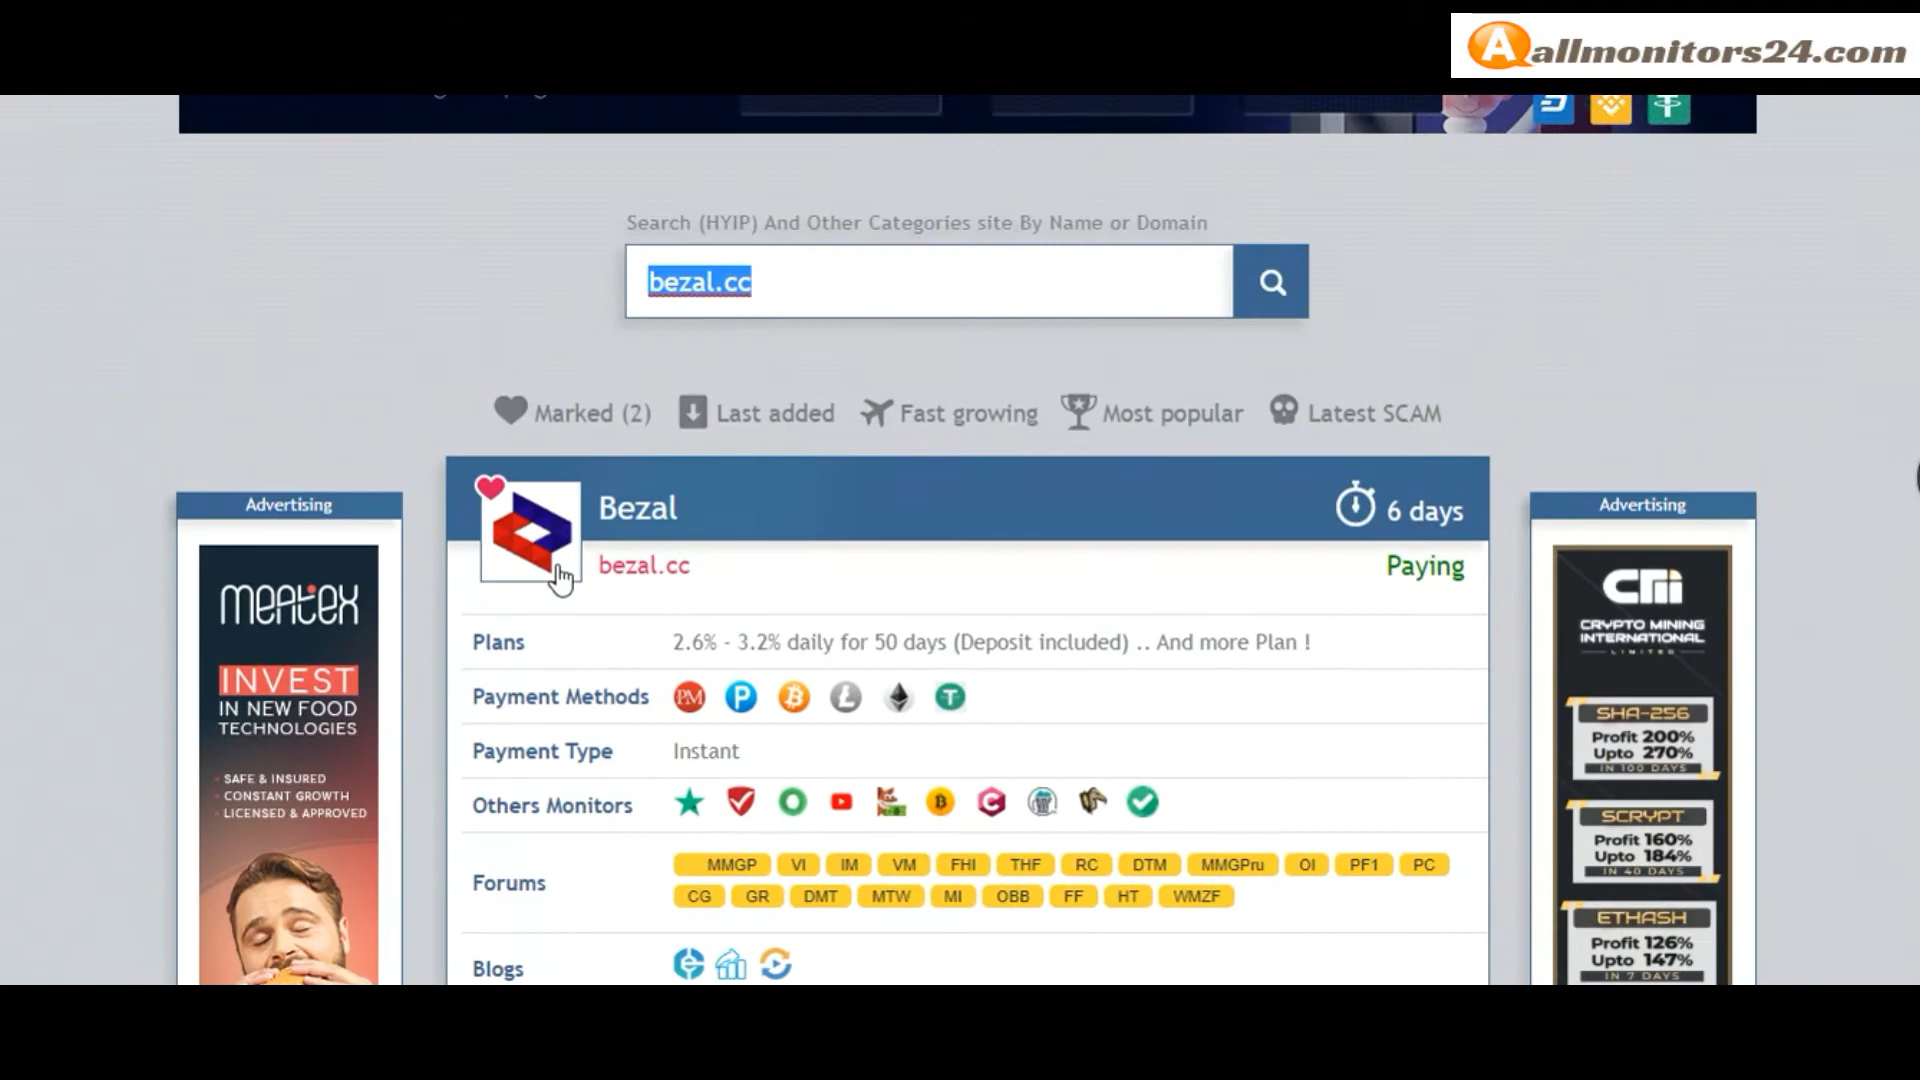 allmonitors24.com
Search (HYIP) And Other Categories site By Name or Domain
bezal.cc
Marked (2) Last added Fast growing Most popular Latest SCAM
Advertising
Bezal
6 days
bezal.cc
Paying
Plans 2.6% - 3.2% daily for 50 days (Deposit included) .. And more Plan !
Payment Methods
Payment Type Instant
Others Monitors
Forums MMGP VI IM VM FHI THF RC DTM MMGPru OI PF1 PC
CG GR DMT MTW MI OBB FF HT WMZF
Blogs
meatex
INVEST
IN NEW FOOD
TECHNOLOGIES
SAFE & INSURED
CONSTANT GROWTH
LICENSED & APPROVED
Advertising
CMI
CRYPTO MINING
INTERNATIONAL
LIMITED
SHA-256
Profit 200%
Upto 270%
IN 100 DAYS
SCRYPT
Profit 160%
Upto 184%
IN 40 DAYS
ETHASH
Profit 126%
Upto 147%
IN 7 DAYS